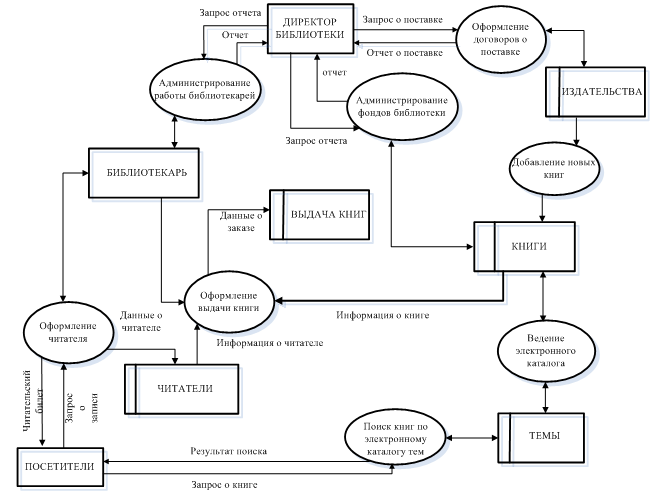 Запрос отчета
ДИРЕКТОР
БИБЛИОТЕКИ
Запрос о поставке
Оформление
договоров о
поставке
Отчет
Отчет о поставке
отчет
Администрирование
работы библиотекарей
Администрирование
фондов библиотеки
ИЗДАТЕЛЬСТВА
Запрос отчета
Добавление новых
книг
БИБЛИОТЕКАРЬ
Данные о
заказе
ВЫДАЧА КНИГ
КНИГИ
Оформление
выдачи книги
Информация о книге
Оформление
читателя
Данные о
читателе
Информация о читателе
Ведение
электронного
каталога
ЧИТАТЕЛИ
Читательский
билет
Запрос
о
записи
Поиск книг по
электронному
каталогу тем
ТЕМЫ
ПОСЕТИТЕЛИ
Результат поиска
Запрос о книге